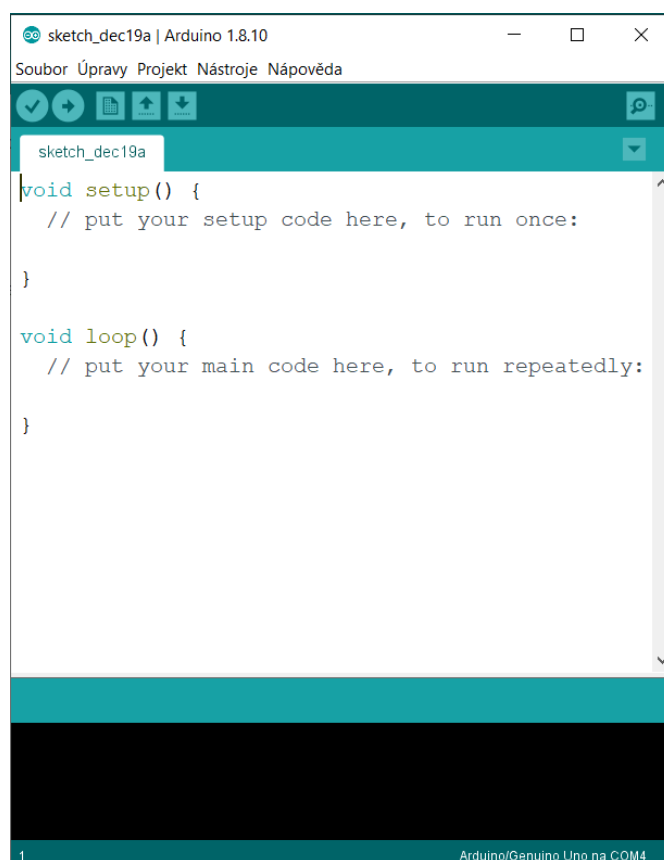 sketch_dec19a | Arduino 1.8.10
Soubor Úpravy Projekt Nástroje Nápověda
sketch_dec19a
void setup() {
  // put your setup code here, to run once:
}
void loop() {
  // put your main code here, to run repeatedly:
}
1 Arduino/Genuino Uno na COM4